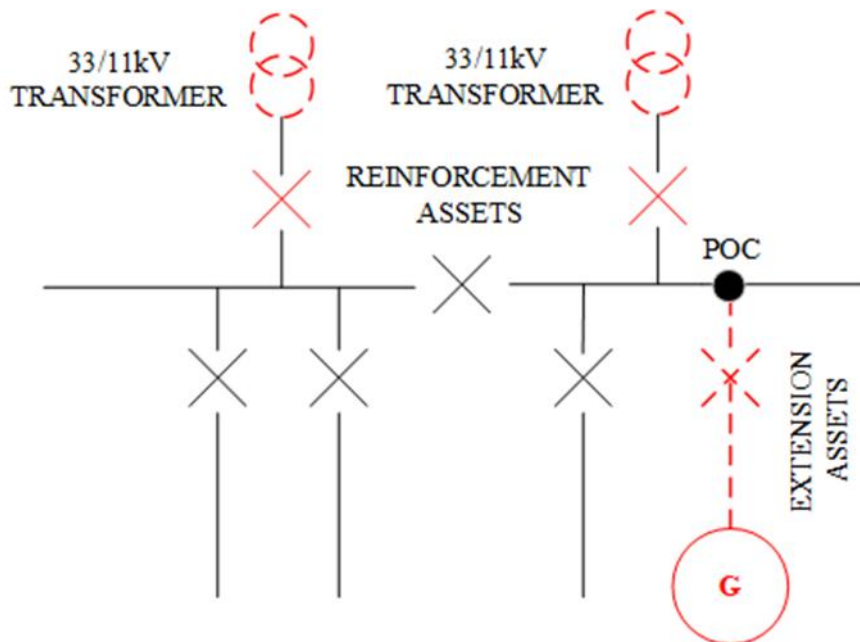 33/11kV
TRANSFORMER
33/11kV
TRANSFORMER
REINFORCEMENT
ASSETS
POC
EXTENSION
ASSETS
G